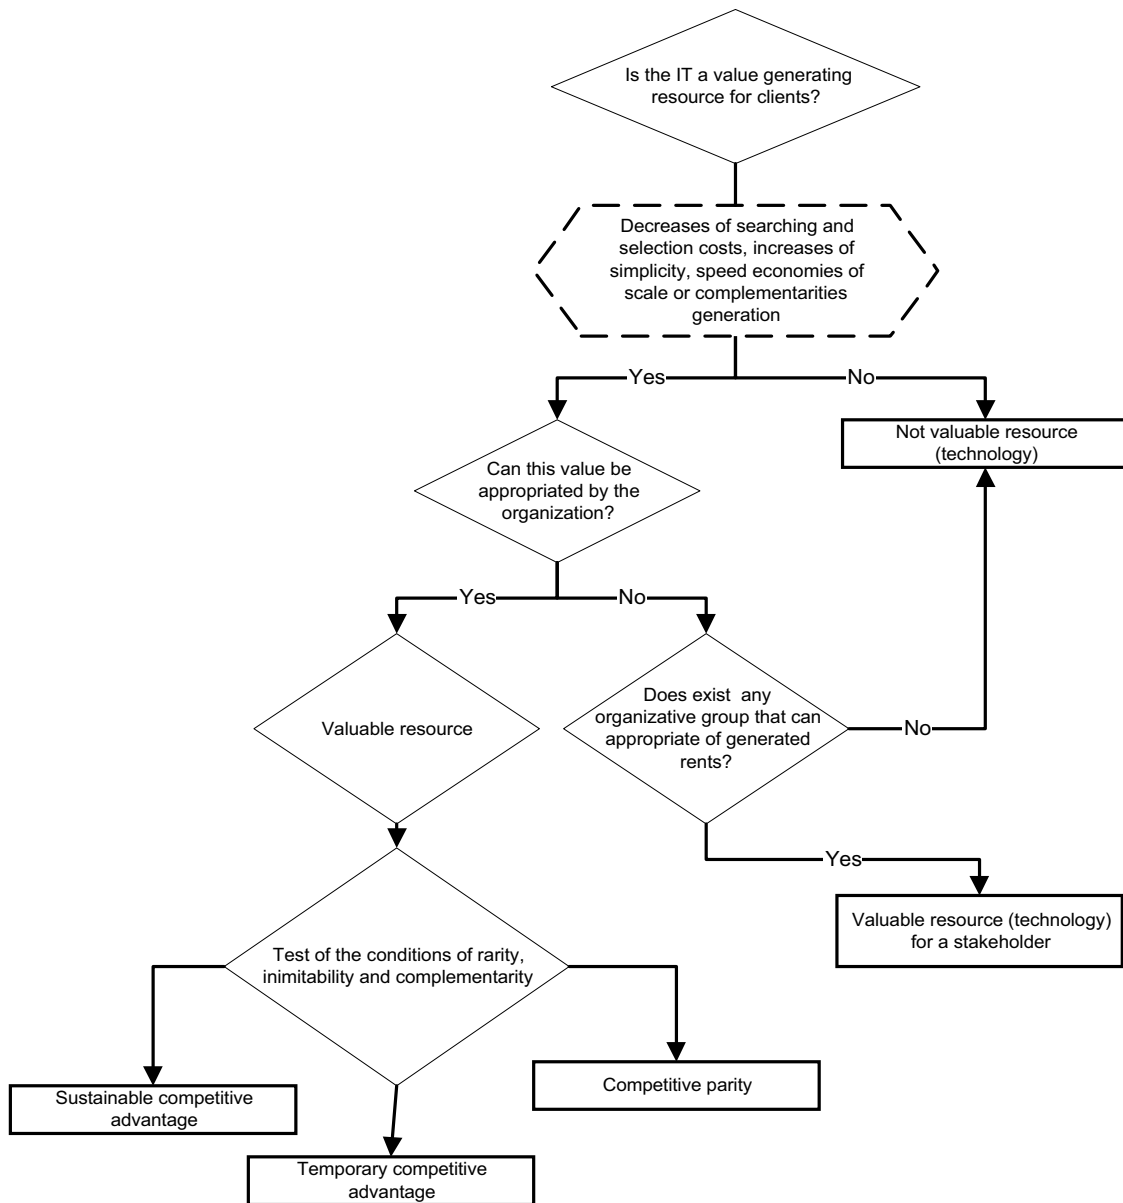 Is the IT a value generating
resource for clients?
Decreases of searching and
selection costs, increases of
simplicity, speed economies of
scale or complementarities
generation
Yes
No
Not valuable resource
(technology)
Can this value be
appropriated by the
organization?
Yes
No
Valuable resource
Does exist  any
organizative group that can
appropriate of generated
rents?
No
Yes
Valuable resource (technology)
for a stakeholder
Test of the conditions of rarity,
inimitability and complementarity
Sustainable competitive
advantage
Competitive parity
Temporary competitive
advantage